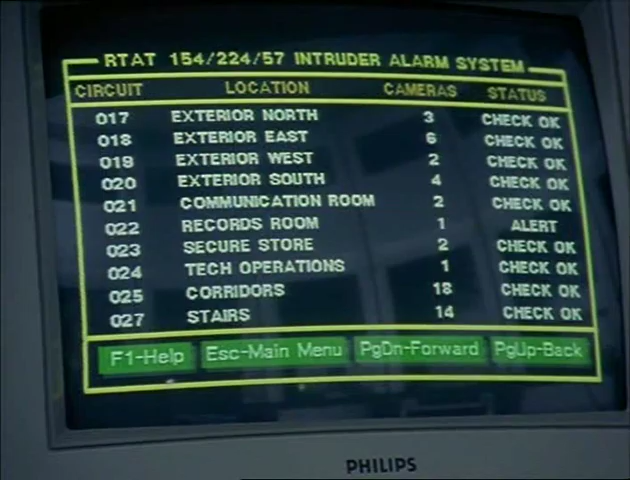 RTAT 154/224/57 INTRUDER ALARM SYSTEM
CIRCUIT LOCATION CAMERAS STATUS
017 EXTERIOR NORTH 3 CHECK OK
018 EXTERIOR EAST 6 CHECK OK
019 EXTERIOR WEST 2 CHECK OK
020 EXTERIOR SOUTH 4 CHECK OK
021 COMMUNICATION ROOM 2 CHECK OK
022 RECORDS ROOM 1 ALERT
023 SECURE STORE 2 CHECK OK
024 TECH OPERATIONS 1 CHECK OK
025 CORRIDORS 18 CHECK OK
027 STAIRS 14 CHECK OK
F1-Help Esc-Main Menu PgDn-Forward PgUp-Back
PHILIPS